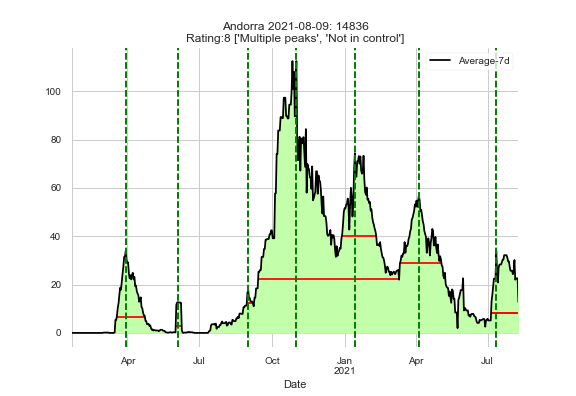 Andorra 2021-08-09: 14836
Rating:8 ['Multiple peaks', 'Not in control']
Average-7d
100
80
60
40
20
0
Apr Jul Oct Jan Apr Jul
2021
Date